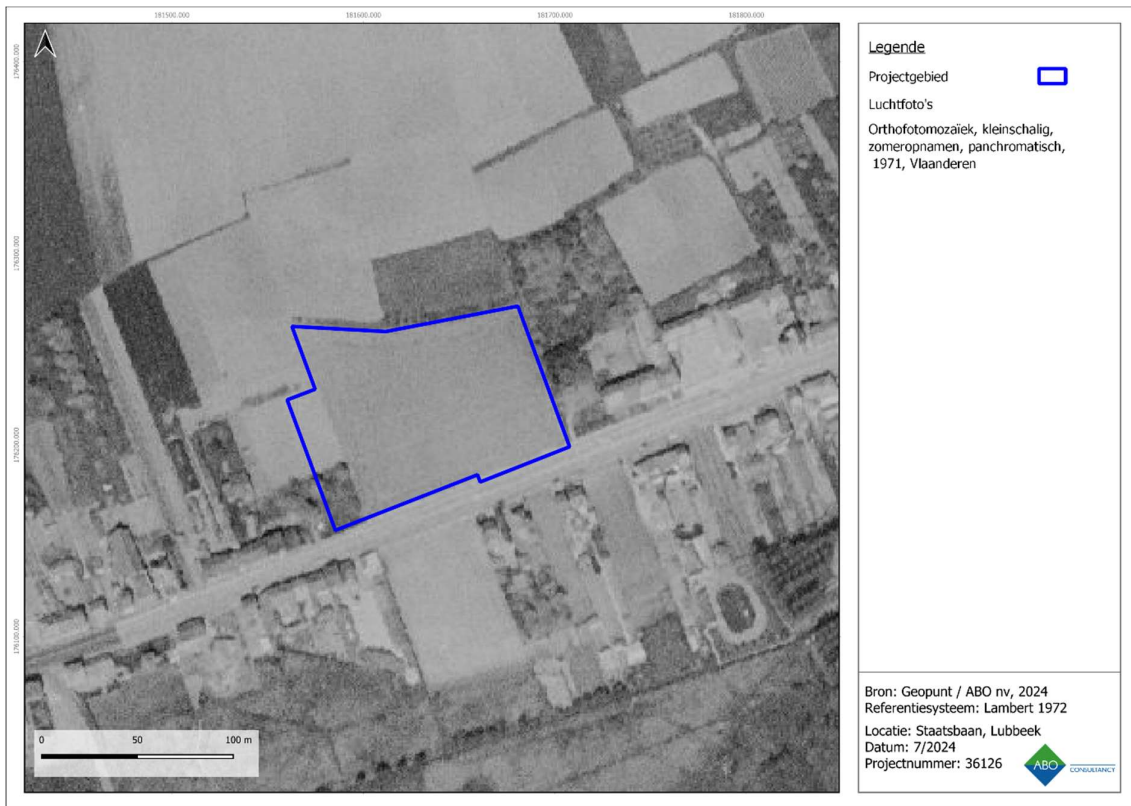 181500.000 181600.000 181700.000 181800.000
176400.000
176300.000
176200.000
176100.000
0 50 100 m
Legende
Projectgebied
Luchtfoto's
Orthofotomozaïek, kleinschalig,
zomeropnamen, panchromatisch,
1971, Vlaanderen
Bron: Geopunt / ABO nv, 2024
Referentiesysteem: Lambert 1972
Locatie: Staatsbaan, Lubbeek
Datum: 7/2024
Projectnummer: 36126
ABO CONSULTANCY